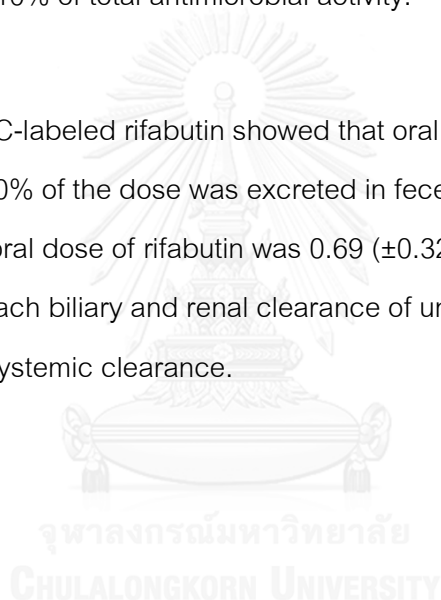 of total antimicrobial activity.
C-labeled rifabutin showed that oral
0% of the dose was excreted in fece
oral dose of rifabutin was 0.69 (±0.32
ach biliary and renal clearance of ur
ystemic clearance.
จุฬาลงกรณ์มหาวิทยาลัย
CHULALONGKORN UNIVERSITY